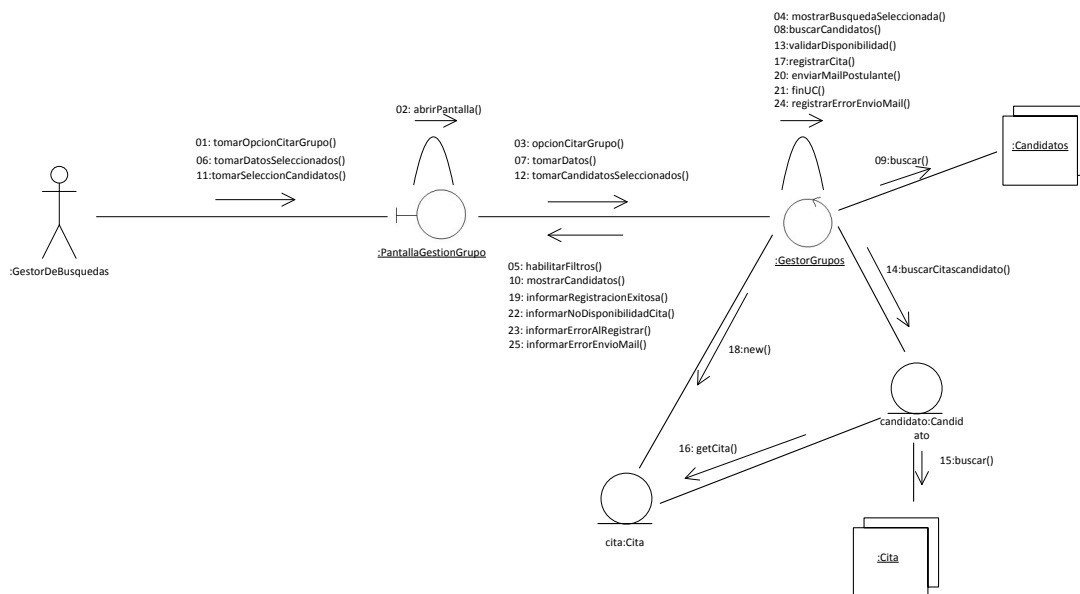 04: mostrarBusquedaSeleccionada()
08:buscarCandidatos()
13:validarDisponibilidad()
17:registrarCita()
20: enviarMailPostulante()
21: finUC()
24: registrarErrorEnvioMail()
02: abrirPantalla()
01: tomarOpcionCitarGrupo()
06: tomarDatosSeleccionados()
11:tomarSeleccionCandidatos()
03: opcionCitarGrupo()
07: tomarDatos()
12: tomarCandidatosSeleccionados()
:Candidatos
09:buscar()
:GestorDeBusquedas
:PantallaGestionGrupo
:GestorGrupos
05: habilitarFiltros()
10: mostrarCandidatos()
19: informarRegistracionExitosa()
22: informarNoDisponibilidadCita()
23: informarErrorAlRegistrar()
25: informarErrorEnvioMail()
14:buscarCitascandidato()
18:new()
candidato:Candid
ato
16: getCita()
15:buscar()
cita:Cita
:Cita